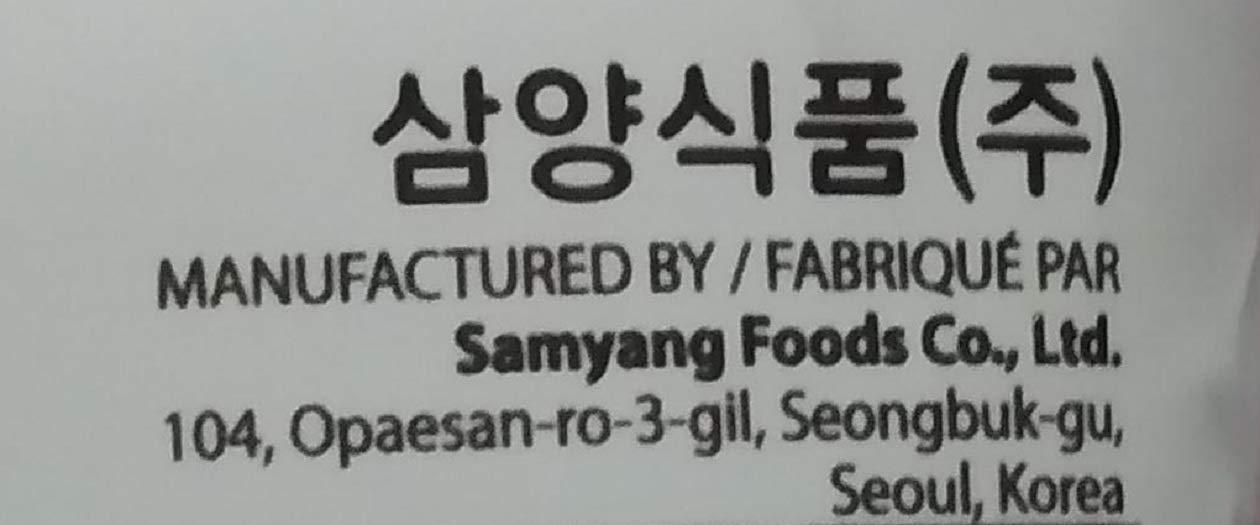 삼양식품(주)
MANUFACTURED BY / FABRIQUÉ PAR
Samyang Foods Co., Ltd.
104, Opaesan-ro-3-gil, Seongbuk-gu,
Seoul, Korea